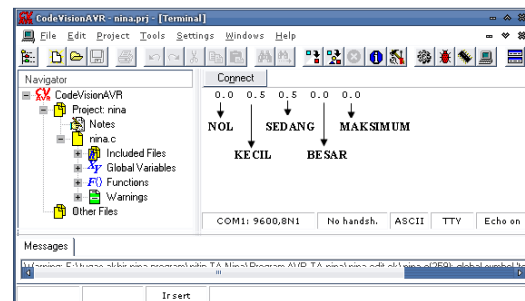 CodeVisionAVR - nina.prj - [Terminal]
File Edit Project Tools Settings Windows Help
Navigator
CodeVisionAVR
Project: nina
Notes
nina.c
Included Files
Global Variables
F() Functions
Warnings
Other Files
Connect
0.0 0.5 0.5 0.0 0.0
NOL SEDANG MAKSIMUM
KECIL BESAR
COM1: 9600,8N1 No handsh. ASCII TTY Echo on
Messages
Insert